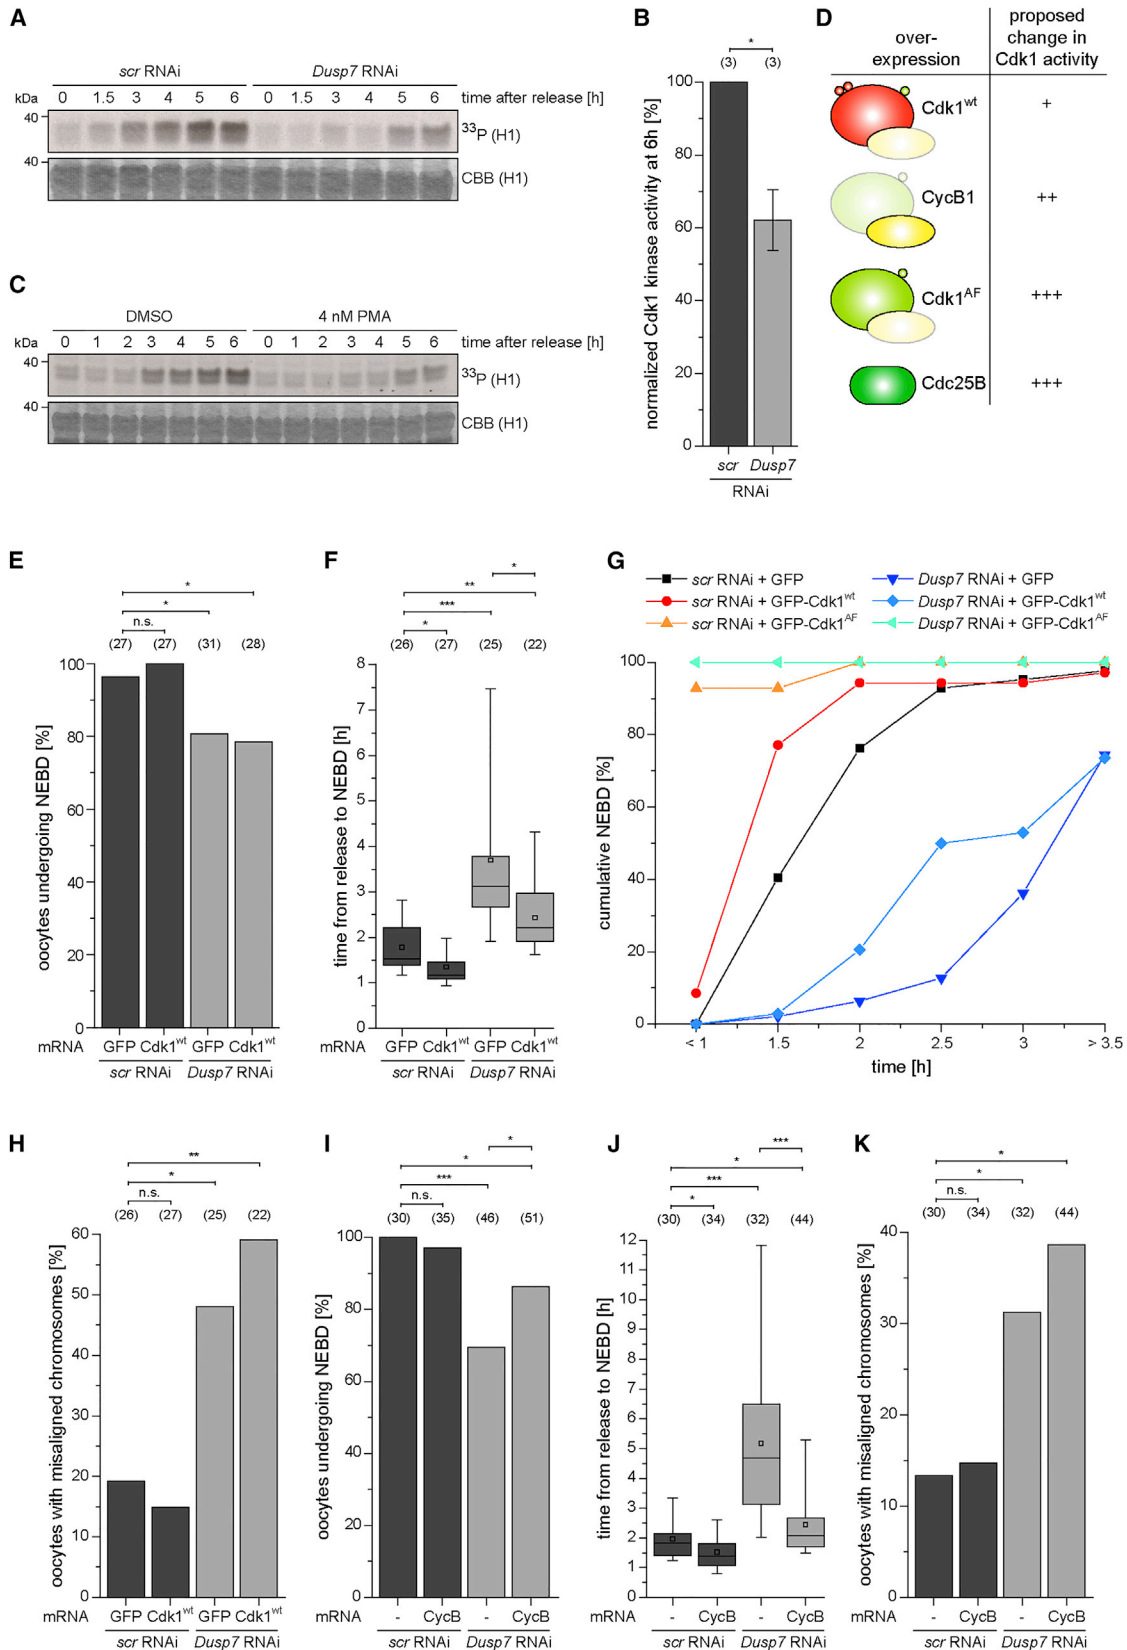 A
scr RNAi Dusp7 RNAi
kDa 0 1.5 3 4 5 6 0 1.5 3 4 5 6 time after release [h]
40
33P (H1)
40
CBB (H1)
B
*
(3) (3)
normalized Cdk1 kinase activity at 6h [%]
100
80
60
40
20
0
scr Dusp7
RNAi
C
DMSO 4 nM PMA
kDa 0 1 2 3 4 5 6 0 1 2 3 4 5 6 time after release [h]
40
33P (H1)
40
CBB (H1)
D
over-expression
proposed change in Cdk1 activity
Cdk1wt +
CycB1 ++
Cdk1AF +++
Cdc25B +++
E
*
*
n.s.
(27) (27) (31) (28)
oocytes undergoing NEBD [%]
100
80
60
40
20
0
mRNA GFP Cdk1wt GFP Cdk1wt
scr RNAi Dusp7 RNAi
F
*
**
***
*
(26) (27) (25) (22)
time from release to NEBD [h]
8
7
6
5
4
3
2
1
0
mRNA GFP Cdk1wt GFP Cdk1wt
scr RNAi Dusp7 RNAi
G
scr RNAi + GFP Dusp7 RNAi + GFP
scr RNAi + GFP-Cdk1wt Dusp7 RNAi + GFP-Cdk1wt
scr RNAi + GFP-Cdk1AF Dusp7 RNAi + GFP-Cdk1AF
cumulative NEBD [%]
100
80
60
40
20
0
< 1 1.5 2 2.5 3 > 3.5
time [h]
H
**
*
n.s.
(26) (27) (25) (22)
oocytes with misaligned chromosomes [%]
60
50
40
30
20
10
0
mRNA GFP Cdk1wt GFP Cdk1wt
scr RNAi Dusp7 RNAi
I
*
*
***
n.s.
(30) (35) (46) (51)
oocytes undergoing NEBD [%]
100
80
60
40
20
0
mRNA - CycB - CycB
scr RNAi Dusp7 RNAi
J
***
*
***
*
(30) (34) (32) (44)
time from release to NEBD [h]
12
11
10
9
8
7
6
5
4
3
2
1
0
mRNA - CycB - CycB
scr RNAi Dusp7 RNAi
K
*
*
n.s.
(30) (34) (32) (44)
oocytes with misaligned chromosomes [%]
40
30
20
10
0
mRNA - CycB - CycB
scr RNAi Dusp7 RNAi